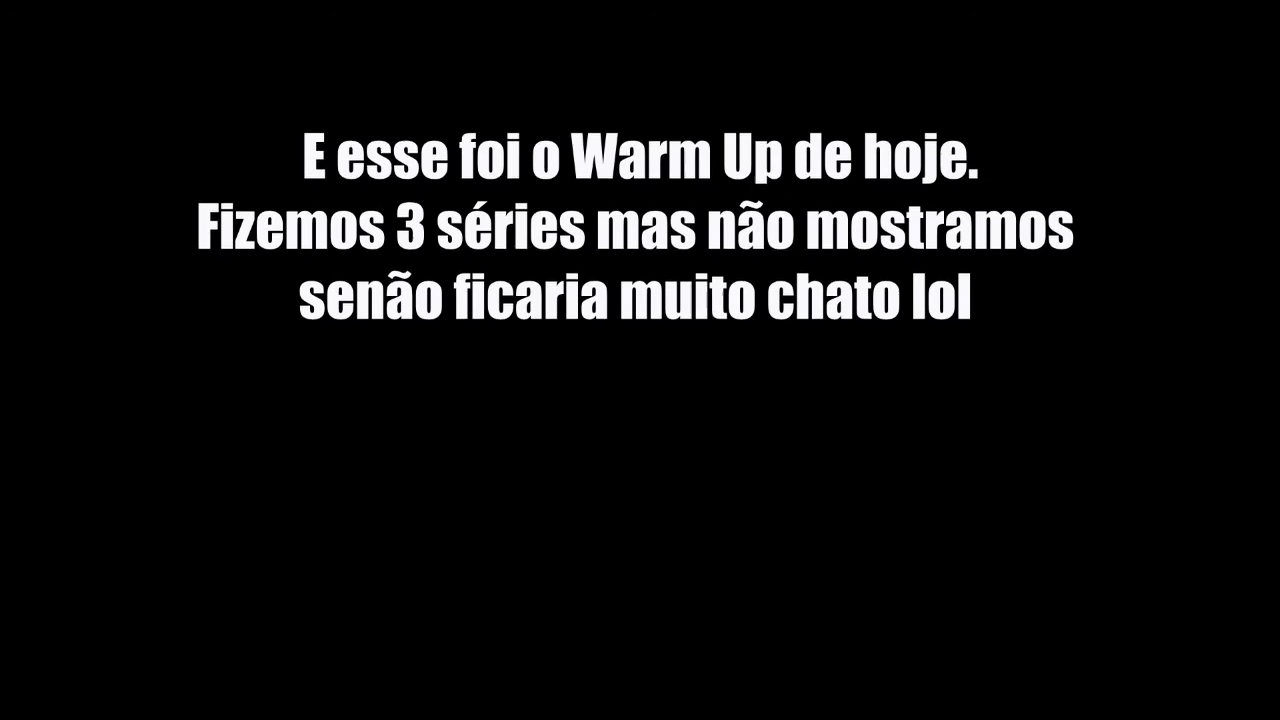 E esse foi o Warm Up de hoje.
Fizemos 3 séries mas não mostramos
senão ficaria muito chato lol